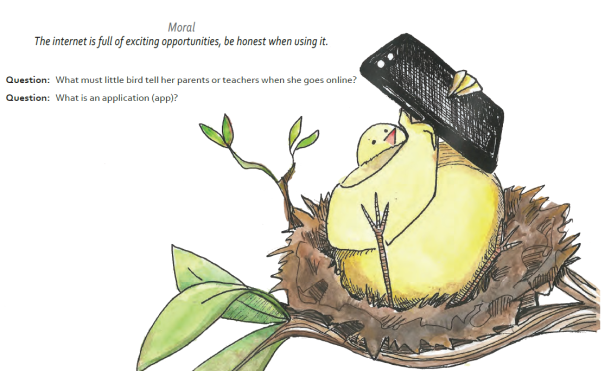 Moral
The internet is full of exciting opportunities, be honest when using it.
Question: What must little bird tell her parents or teachers when she goes online?
Question: What is an application (app)?